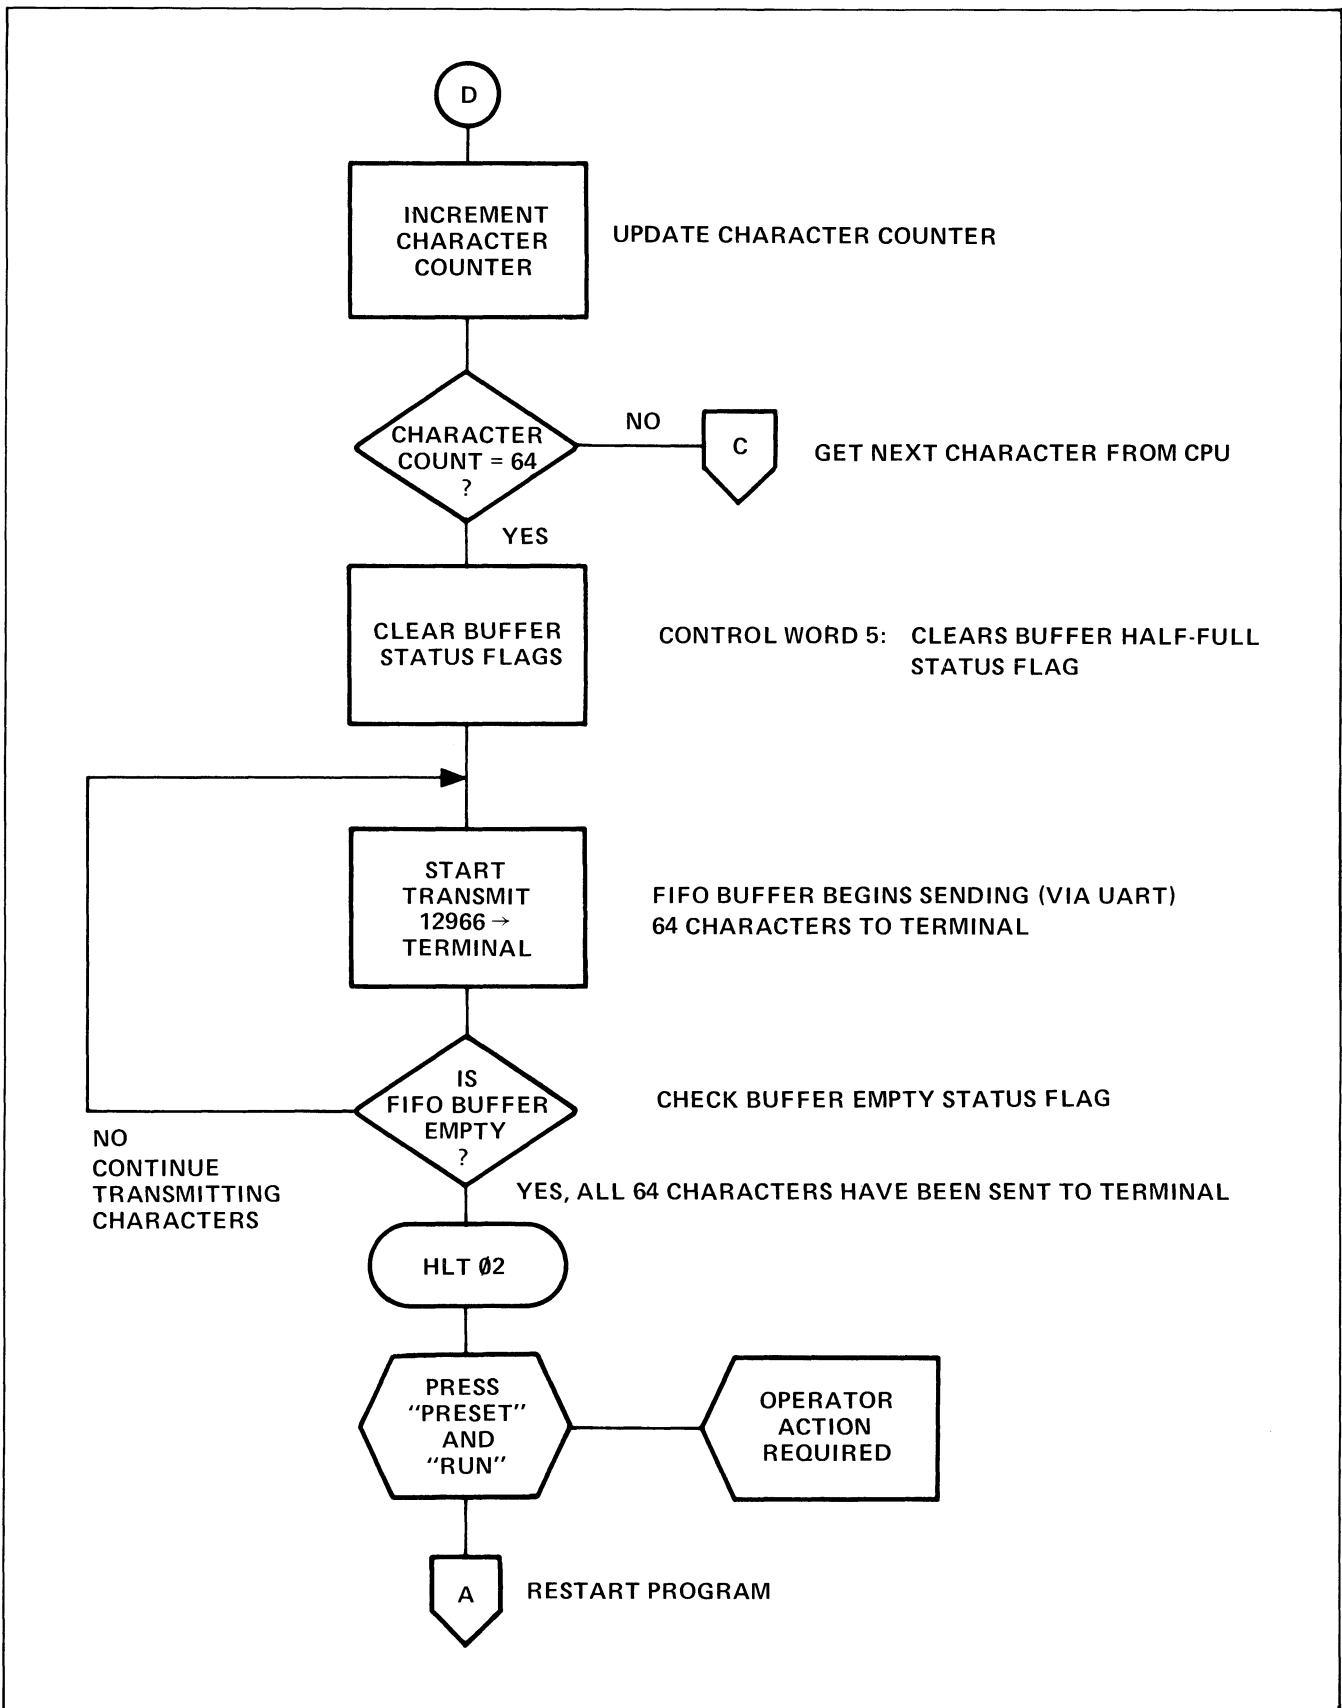 D
INCREMENT
CHARACTER
COUNTER
UPDATE CHARACTER COUNTER
CHARACTER
COUNT = 64
?
NO
C
GET NEXT CHARACTER FROM CPU
YES
CLEAR BUFFER
STATUS FLAGS
CONTROL WORD 5: CLEARS BUFFER HALF-FULL
STATUS FLAG
START
TRANSMIT
12966 →
TERMINAL
FIFO BUFFER BEGINS SENDING (VIA UART)
64 CHARACTERS TO TERMINAL
IS
FIFO BUFFER
EMPTY
?
CHECK BUFFER EMPTY STATUS FLAG
NO
CONTINUE
TRANSMITTING
CHARACTERS
YES, ALL 64 CHARACTERS HAVE BEEN SENT TO TERMINAL
HLT Ø2
PRESS
"PRESET"
AND
"RUN"
OPERATOR
ACTION
REQUIRED
A
RESTART PROGRAM